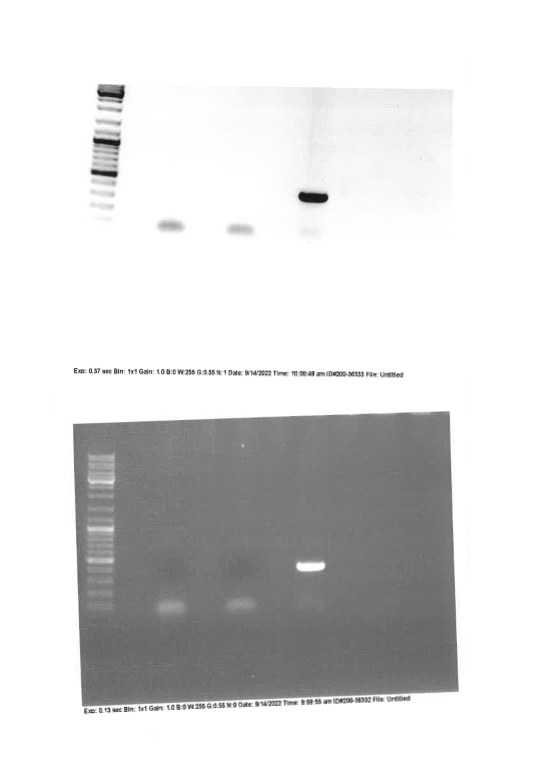 Exp: 0.37 sec Bin: 1x1 Gain: 1.0 B:0 W:255 G:0.55 N:1 Date: 9/14/2022 Time: 10:00:49 am ID#200-36333 File: Untitled
Exp: 0.13 sec Bin: 1x1 Gain: 1.0 B:0 W:255 G:0.55 N:0 Date: 9/14/2022 Time: 9:59:55 am ID#200-36332 File: Untitled